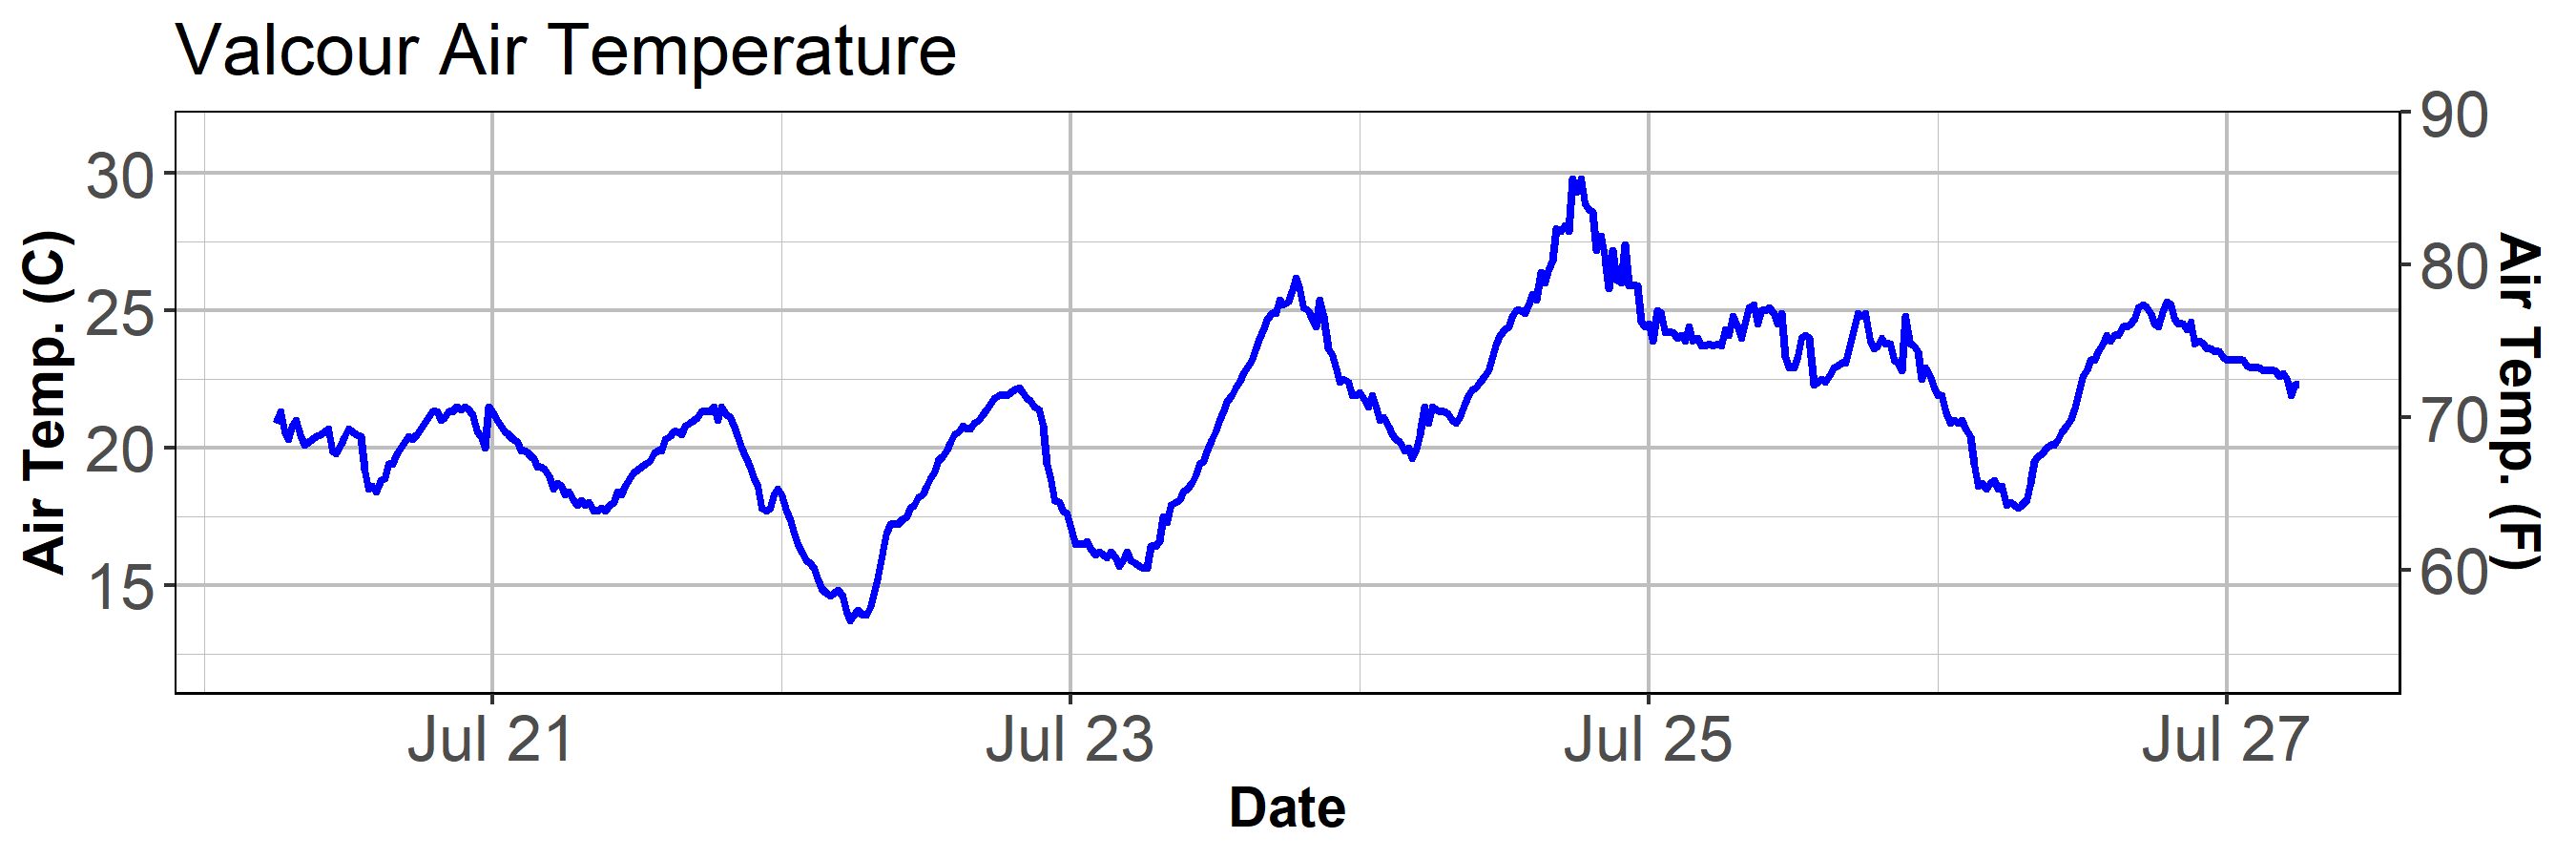 Valcour Air Temperature
Air Temp. (C)
30
25
20
15
90
80
70
60
Air Temp. (F)
Jul 21 Jul 23 Jul 25 Jul 27
Date